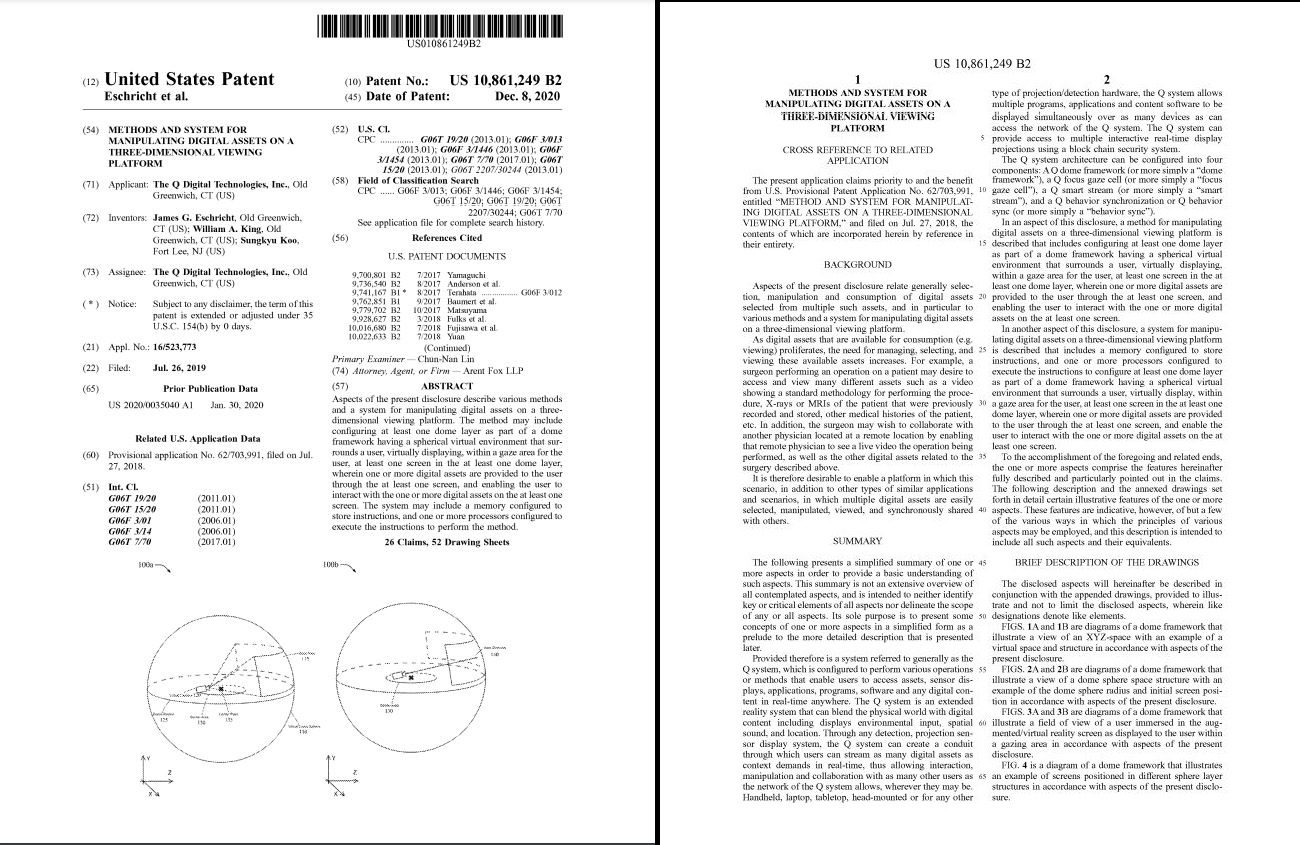 US010861249B2
(12) United States Patent
Eschricht et al.
(10) Patent No.: US 10,861,249 B2
(45) Date of Patent: Dec. 8, 2020
(54) METHODS AND SYSTEM FOR
MANIPULATING DIGITAL ASSETS ON A
THREE-DIMENSIONAL VIEWING
PLATFORM
(71) Applicant: The Q Digital Technologies, Inc., Old
Greenwich, CT (US)
(72) Inventors: James G. Eschricht, Old Greenwich,
CT (US); William A. King, Old
Greenwich, CT (US); Sungkyu Koo,
Fort Lee, NJ (US)
(73) Assignee: The Q Digital Technologies, Inc., Old
Greenwich, CT (US)
( * ) Notice: Subject to any disclaimer, the term of this
patent is extended or adjusted under 35
U.S.C. 154(b) by 0 days.
(21) Appl. No.: 16/523,773
(22) Filed: Jul. 26, 2019
(65) Prior Publication Data
US 2020/0035040 A1 Jan. 30, 2020
Related U.S. Application Data
(60) Provisional application No. 62/703,991, filed on Jul.
27, 2018.
(51) Int. Cl.
G06T 19/20 (2011.01)
G06T 15/20 (2011.01)
G06F 3/01 (2006.01)
G06F 3/14 (2006.01)
G06T 7/70 (2017.01)
(52) U.S. Cl.
CPC .............. G06T 19/20 (2013.01); G06F 3/013
(2013.01); G06F 3/1446 (2013.01); G06F
3/1454 (2013.01); G06T 7/70 (2017.01); G06T
15/20 (2013.01); G06T 2207/30244 (2013.01)
(58) Field of Classification Search
CPC ...... G06F 3/013; G06F 3/1446; G06F 3/1454;
G06T 15/20; G06T 19/20; G06T
2207/30244; G06T 7/70
See application file for complete search history.
(56) References Cited
U.S. PATENT DOCUMENTS
9,700,801 B2 7/2017 Yamaguchi
9,736,540 B2 8/2017 Anderson et al.
9,741,167 B1 * 8/2017 Terahata ............... G06F 3/012
9,762,851 B1 9/2017 Baumert et al.
9,779,702 B2 10/2017 Matsuyama
9,928,627 B2 3/2018 Fulks et al.
10,016,680 B2 7/2018 Fujisawa et al.
10,022,633 B2 7/2018 Yuan
(Continued)
Primary Examiner — Chun-Nan Lin
(74) Attorney, Agent, or Firm — Arent Fox LLP
(57) ABSTRACT
Aspects of the present disclosure describe various methods
and a system for manipulating digital assets on a three-
dimensional viewing platform. The method may include
configuring at least one dome layer as part of a dome
framework having a spherical virtual environment that sur-
rounds a user, virtually displaying, within a gaze area for the
user, at least one screen in the at least one dome layer,
wherein one or more digital assets are provided to the user
through the at least one screen, and enabling the user to
interact with the one or more digital assets on the at least one
screen. The system may include a memory configured to
store instructions, and one or more processors configured to
execute the instructions to perform the method.
26 Claims, 52 Drawing Sheets
100a
100b
115
125
130
135
110
140
130
Y
Z
X
Y
Z
X
US 10,861,249 B2
1
METHODS AND SYSTEM FOR
MANIPULATING DIGITAL ASSETS ON A
THREE-DIMENSIONAL VIEWING
PLATFORM
CROSS REFERENCE TO RELATED
APPLICATION
The present application claims priority to and the benefit
from U.S. Provisional Patent Application No. 62/703,991,
entitled “METHOD AND SYSTEM FOR MANIPULAT-
ING DIGITAL ASSETS ON A THREE-DIMENSIONAL
VIEWING PLATFORM,” and filed on Jul. 27, 2018, the
contents of which are incorporated herein by reference in
their entirety.
BACKGROUND
Aspects of the present disclosure relate generally selec-
tion, manipulation and consumption of digital assets
selected from multiple such assets, and in particular to
various methods and a system for manipulating digital assets
on a three-dimensional viewing platform.
As digital assets that are available for consumption (e.g.
viewing) proliferates, the need for managing, selecting, and
viewing these available assets increases. For example, a
surgeon performing an operation on a patient may desire to
access and view many different assets such as a video
showing a standard methodology for performing the proce-
dure, X-rays or MRIs of the patient that were previously
recorded and stored, other medical histories of the patient,
etc. In addition, the surgeon may wish to collaborate with
another physician located at a remote location by enabling
that remote physician to see a live video the operation being
performed, as well as the other digital assets related to the
surgery described above.
It is therefore desirable to enable a platform in which this
scenario, in addition to other types of similar applications
and scenarios, in which multiple digital assets are easily
selected, manipulated, viewed, and synchronously shared
with others.
SUMMARY
The following presents a simplified summary of one or
more aspects in order to provide a basic understanding of
such aspects. This summary is not an extensive overview of
all contemplated aspects, and is intended to neither identify
key or critical elements of all aspects nor delineate the scope
of any or all aspects. Its sole purpose is to present some
concepts of one or more aspects in a simplified form as a
prelude to the more detailed description that is presented
later.
Provided therefore is a system referred to generally as the
Q system, which is configured to perform various operations
or methods that enable users to access assets, sensor dis-
plays, applications, programs, software and any digital con-
tent in real-time anywhere. The Q system is an extended
reality system that can blend the physical world with digital
content including displays environmental input, spatial
sound, and location. Through any detection, projection sen-
sor display system, the Q system can create a conduit
through which users can stream as many digital assets as
context demands in real-time, thus allowing interaction,
manipulation and collaboration with as many other users as
the network of the Q system allows, wherever they may be.
Handheld, laptop, tabletop, head-mounted or for any other
5
10
15
20
25
30
35
40
45
50
55
60
65
2
type of projection/detection hardware, the Q system allows
multiple programs, applications and content software to be
displayed simultaneously over as many devices as can
access the network of the Q system. The Q system can
provide access to multiple interactive real-time display
projections using a block chain security system.
The Q system architecture can be configured into four
components: A Q dome framework (or more simply a “dome
framework”), a Q focus gaze cell (or more simply a “focus
gaze cell”), a Q smart stream (or more simply a “smart
stream”), and a Q behavior synchronization or Q behavior
sync (or more simply a “behavior sync”).
In an aspect of this disclosure, a method for manipulating
digital assets on a three-dimensional viewing platform is
described that includes configuring at least one dome layer
as part of a dome framework having a spherical virtual
environment that surrounds a user, virtually displaying,
within a gaze area for the user, at least one screen in the at
least one dome layer, wherein one or more digital assets are
provided to the user through the at least one screen, and
enabling the user to interact with the one or more digital
assets on the at least one screen.
In another aspect of this disclosure, a system for manipu-
lating digital assets on a three-dimensional viewing platform
is described that includes a memory configured to store
instructions, and one or more processors configured to
execute the instructions to configure at least one dome layer
as part of a dome framework having a spherical virtual
environment that surrounds a user, virtually display, within
a gaze area for the user, at least one screen in the at least one
dome layer, wherein one or more digital assets are provided
to the user through the at least one screen, and enable the
user to interact with the one or more digital assets on the at
least one screen.
To the accomplishment of the foregoing and related ends,
the one or more aspects comprise the features hereinafter
fully described and particularly pointed out in the claims.
The following description and the annexed drawings set
forth in detail certain illustrative features of the one or more
aspects. These features are indicative, however, of but a few
of the various ways in which the principles of various
aspects may be employed, and this description is intended to
include all such aspects and their equivalents.
BRIEF DESCRIPTION OF THE DRAWINGS
The disclosed aspects will hereinafter be described in
conjunction with the appended drawings, provided to illus-
trate and not to limit the disclosed aspects, wherein like
designations denote like elements.
FIGS. 1A and 1B are diagrams of a dome framework that
illustrate a view of an XYZ-space with an example of a
virtual space and structure in accordance with aspects of the
present disclosure.
FIGS. 2A and 2B are diagrams of a dome framework that
illustrate a view of a dome sphere space structure with an
example of the dome sphere radius and initial screen posi-
tion in accordance with aspects of the present disclosure.
FIGS. 3A and 3B are diagrams of a dome framework that
illustrate a field of view of a user immersed in the aug-
mented/virtual reality screen as displayed to the user within
a gazing area in accordance with aspects of the present
disclosure.
FIG. 4 is a diagram of a dome framework that illustrates
an example of screens positioned in different sphere layer
structures in accordance with aspects of the present disclo-
sure.